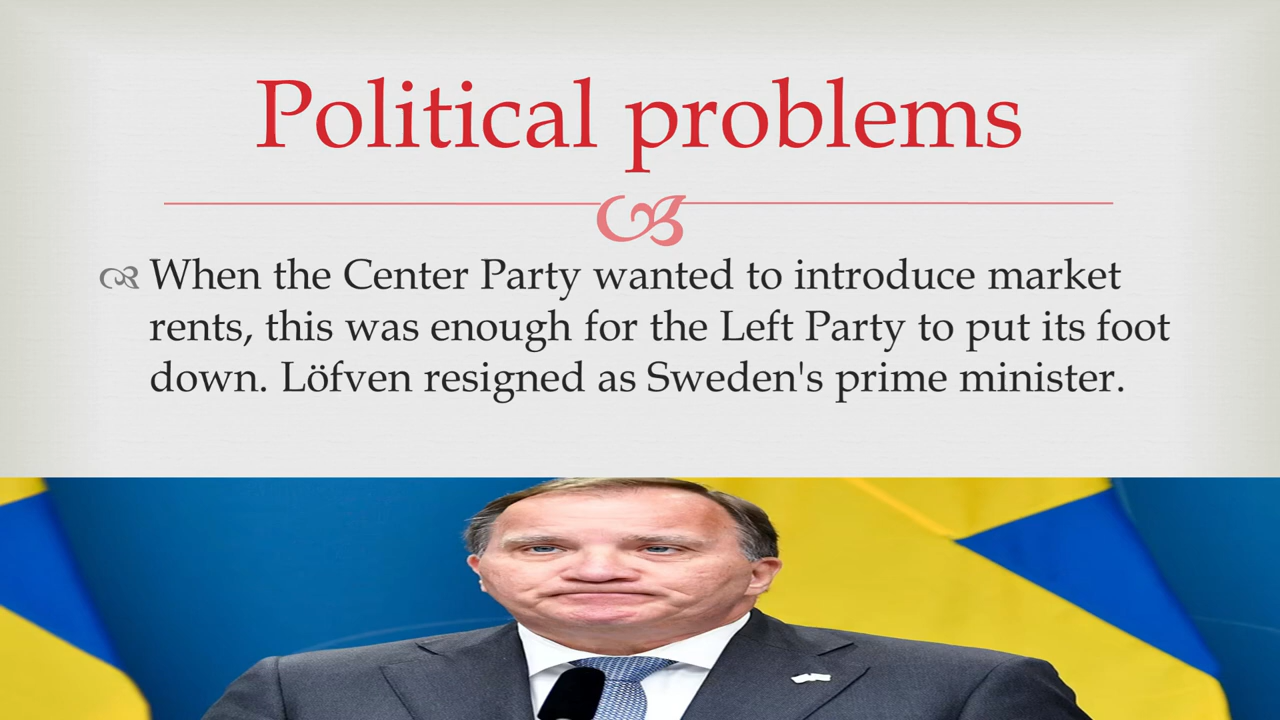 Political problems
When the Center Party wanted to introduce market
rents, this was enough for the Left Party to put its foot
down. Löfven resigned as Sweden's prime minister.